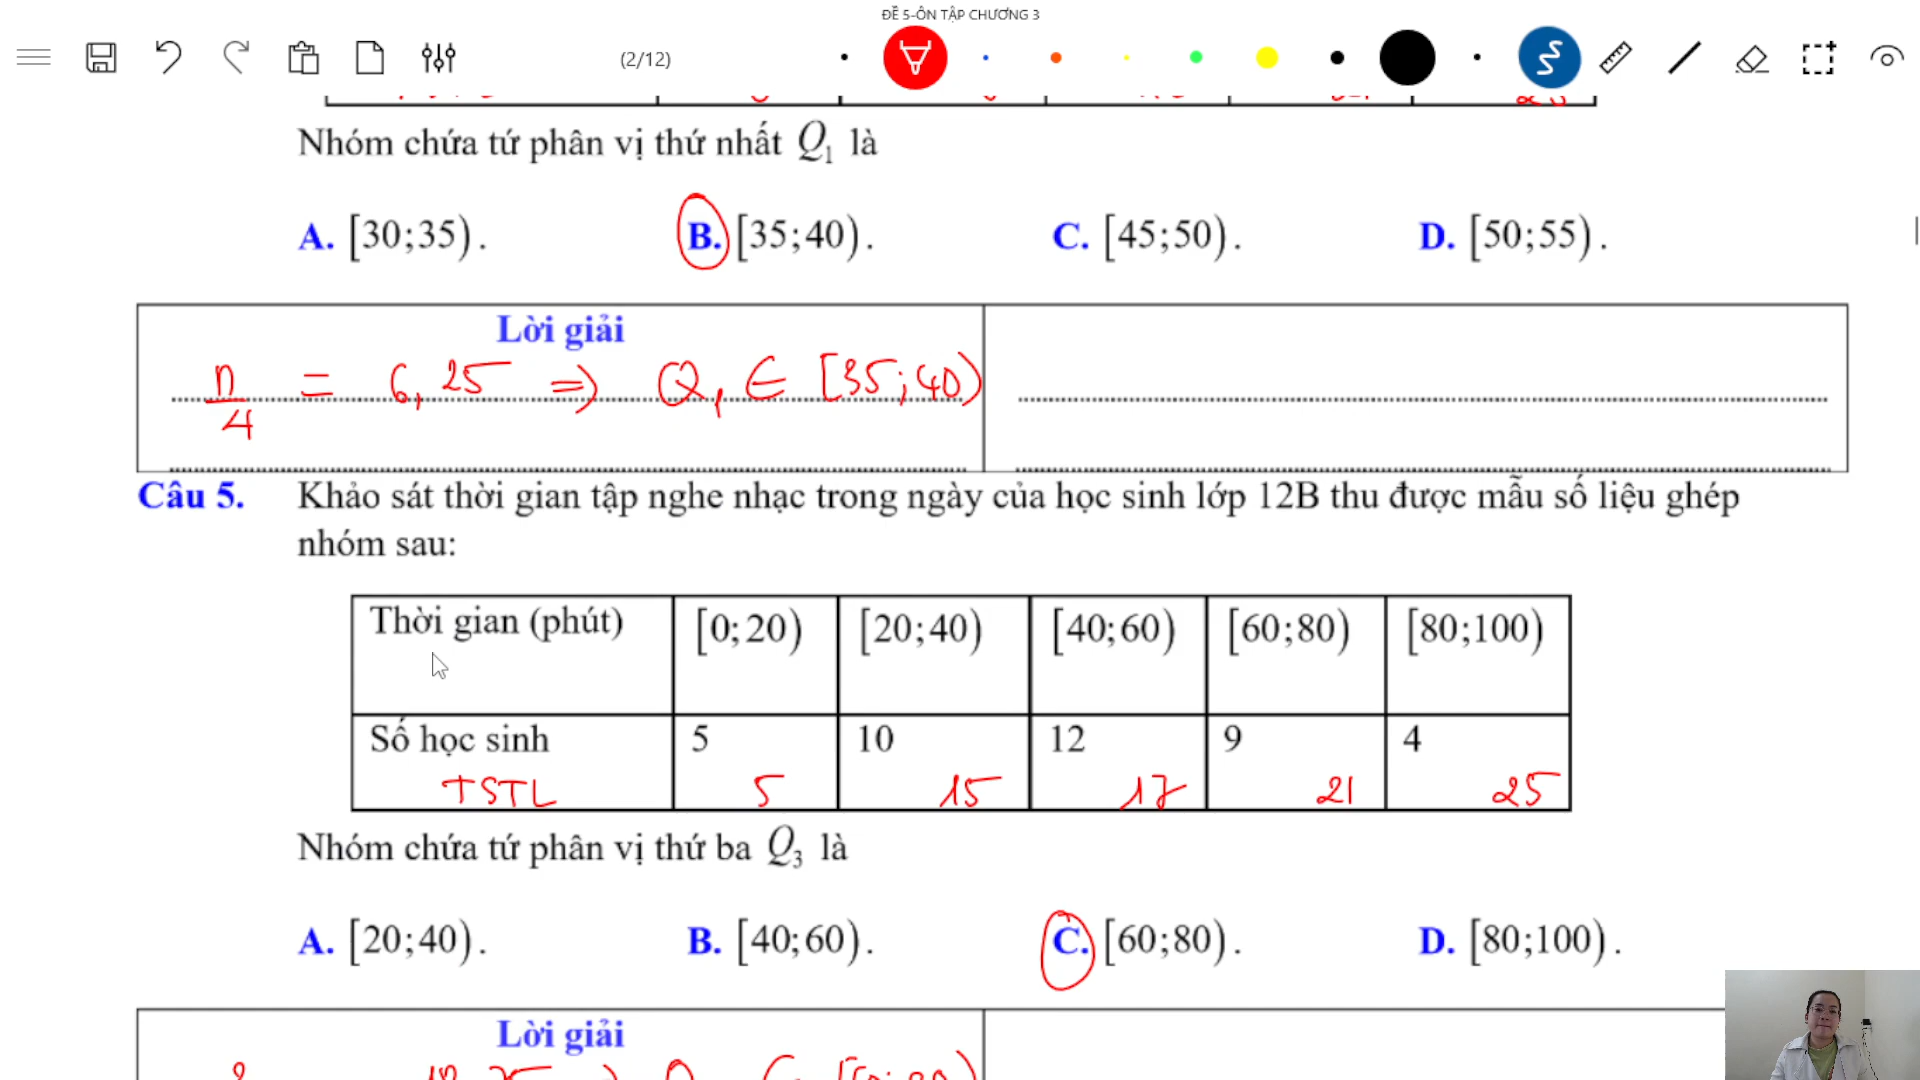 ĐỀ 5-ÔN TẬP CHƯƠNG 3
(2/12)
Nhóm chứa tứ phân vị thứ nhất Q₁ là
A. [30;35). B. [35;40). C. [45;50). D. [50;55).
Lời giải
n/4 = 6,25 => Q₁ ∈ [35;40)
Câu 5. Khảo sát thời gian tập nghe nhạc trong ngày của học sinh lớp 12B thu được mẫu số liệu ghép
nhóm sau:
Thời gian (phút) [0;20) [20;40) [40;60) [60;80) [80;100)
Số học sinh 5 10 12 9 4
TSTL 5 15 17 21 25
Nhóm chứa tứ phân vị thứ ba Q₃ là
A. [20;40). B. [40;60). C. [60;80). D. [80;100).
Lời giải